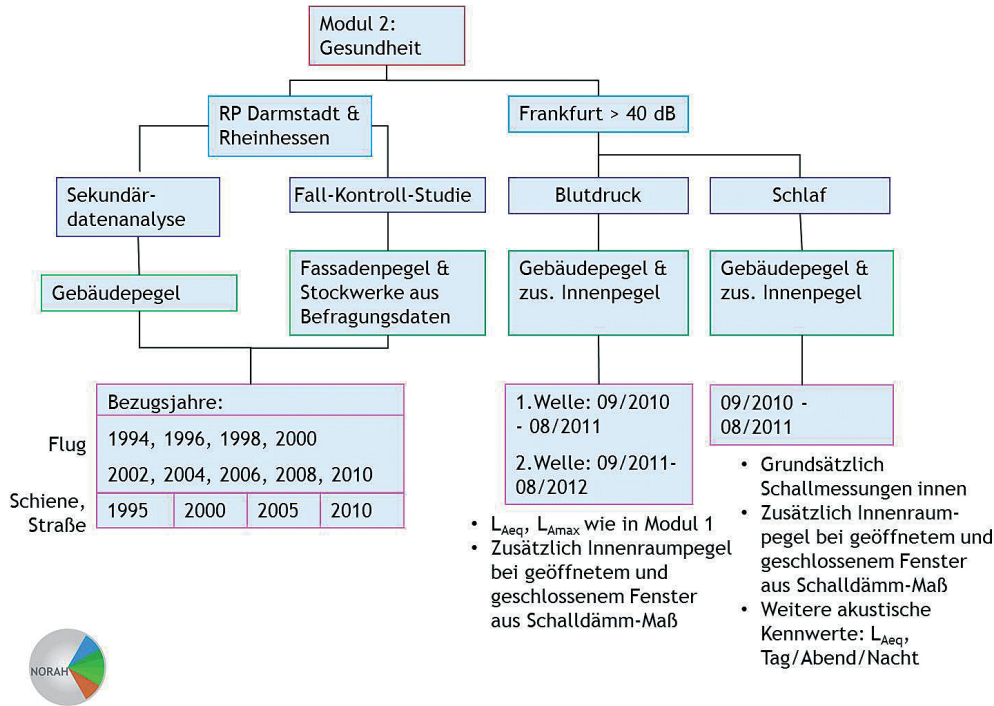 Modul 2:
Gesundheit
RP Darmstadt &
Rheinhessen
Frankfurt > 40 dB
Sekundär-
datenanalyse
Fall-Kontroll-Studie
Blutdruck
Schlaf
Gebäudepegel
Fassadenpegel &
Stockwerke aus
Befragungsdaten
Gebäudepegel &
zus. Innenpegel
Gebäudepegel &
zus. Innenpegel
Bezugsjahre:
Flug
1994, 1996, 1998, 2000
2002, 2004, 2006, 2008, 2010
Schiene,
Straße
1995 2000 2005 2010
1.Welle: 09/2010
- 08/2011
2.Welle: 09/2011-
08/2012
• LAeq, LAmax wie in Modul 1
• Zusätzlich Innenraumpegel
bei geöffnetem und
geschlossenem Fenster
aus Schalldämm-Maß
09/2010 -
08/2011
• Grundsätzlich
Schallmessungen innen
• Zusätzlich Innenraum-
pegel bei geöffnetem und
geschlossenem Fenster
aus Schalldämm-Maß
• Weitere akustische
Kennwerte: LAeq,
Tag/Abend/Nacht
NORAH